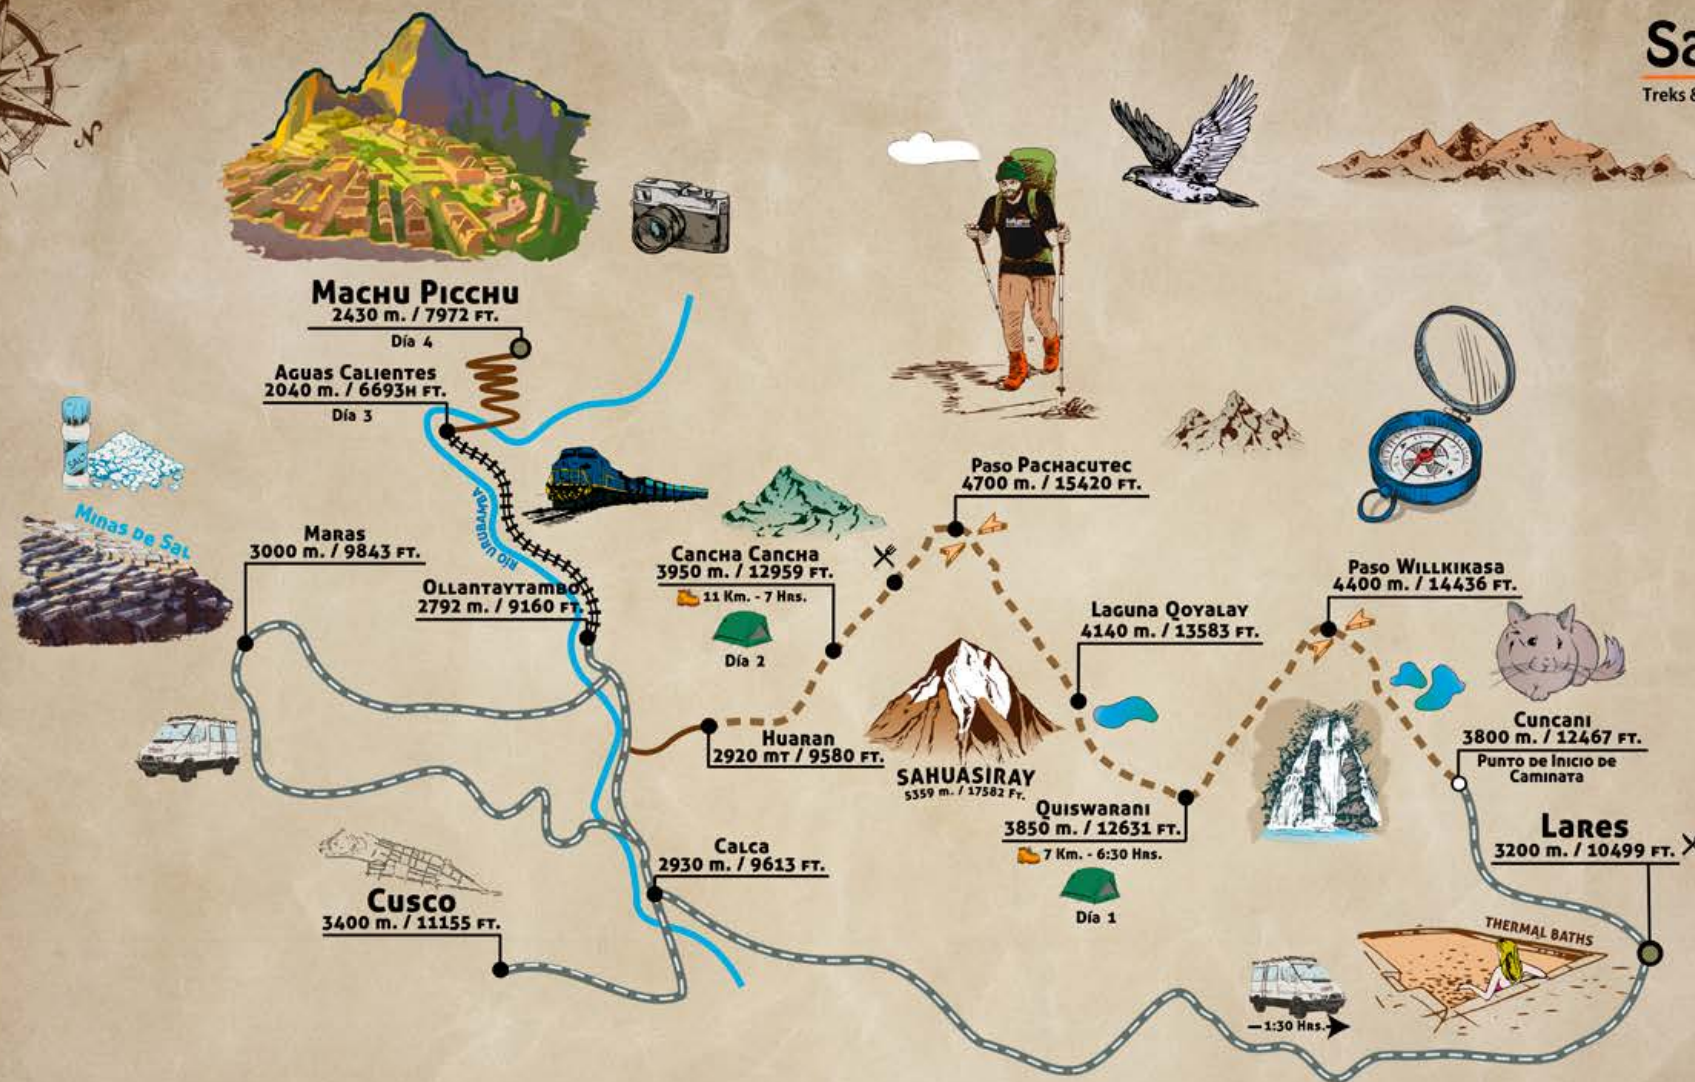 Sa
Treks &
N
Machu Picchu
2430 m. / 7972 FT.
Día 4
Aguas Calientes
2040 m. / 6693H FT.
Día 3
SAL
Minas de Sal
Maras
3000 m. / 9843 FT.
RÍO URUBAMBA
Ollantaytambo
2792 m. / 9160 FT.
Cancha Cancha
3950 m. / 12959 FT.
11 Km. - 7 Hrs.
Día 2
Paso Pachacutec
4700 m. / 15420 FT.
Laguna Qoyalay
4140 m. / 13583 FT.
Paso Willkikasa
4400 m. / 14436 FT.
Huaran
2920 mt / 9580 FT.
SAHUASIRAY
5359 m. / 17582 Ft.
Quiswarani
3850 m. / 12631 FT.
7 Km. - 6:30 Hrs.
Día 1
Cuncani
3800 m. / 12467 FT.
Punto de Inicio de
Caminata
Lares
3200 m. / 10499 FT.
Calca
2930 m. / 9613 FT.
Cusco
3400 m. / 11155 FT.
THERMAL BATHS
1:30 Hrs.